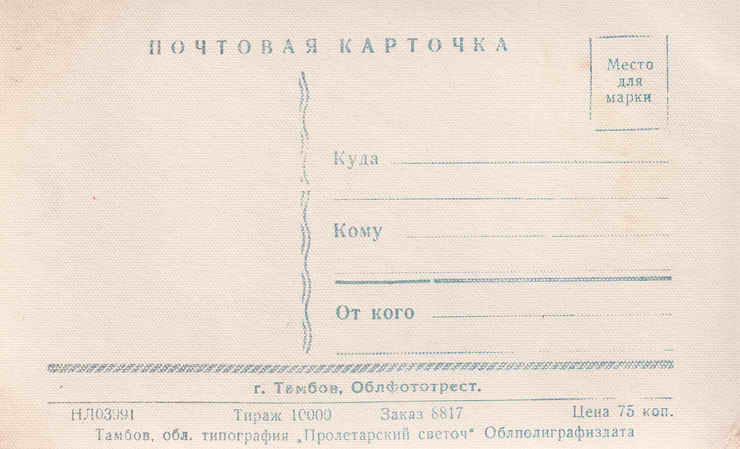 ПОЧТОВАЯ КАРТОЧКА
Место
для
марки
Куда
Кому
От кого
г. Тамбов, Облфототрест.
НЛ03991 Тираж 10000 Заказ 8817 Цена 75 коп.
Тамбов, обл. типография „Пролетарский светоч" Облполиграфиздата